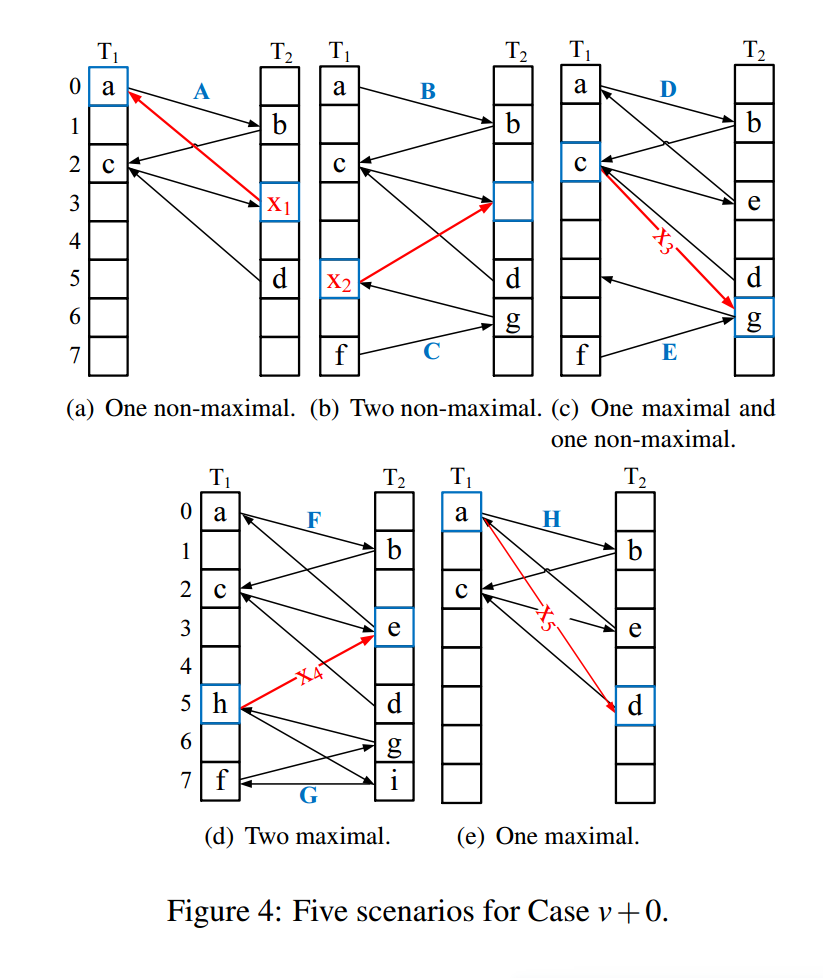 T1 T2 T1 T2 T1 T2
0 a A a B a D
1 b b b
2 c c c
3 x1 e
4 x3
5 d x2 d d
6 g g
7 f C f E
(a) One non-maximal. (b) Two non-maximal. (c) One maximal and
one non-maximal.
T1 T2 T1 T2
0 a F a H
1 b b
2 c c
3 e x5 e
4 x4
5 h d d
6 g
7 f G i
(d) Two maximal. (e) One maximal.
Figure 4: Five scenarios for Case v+0.